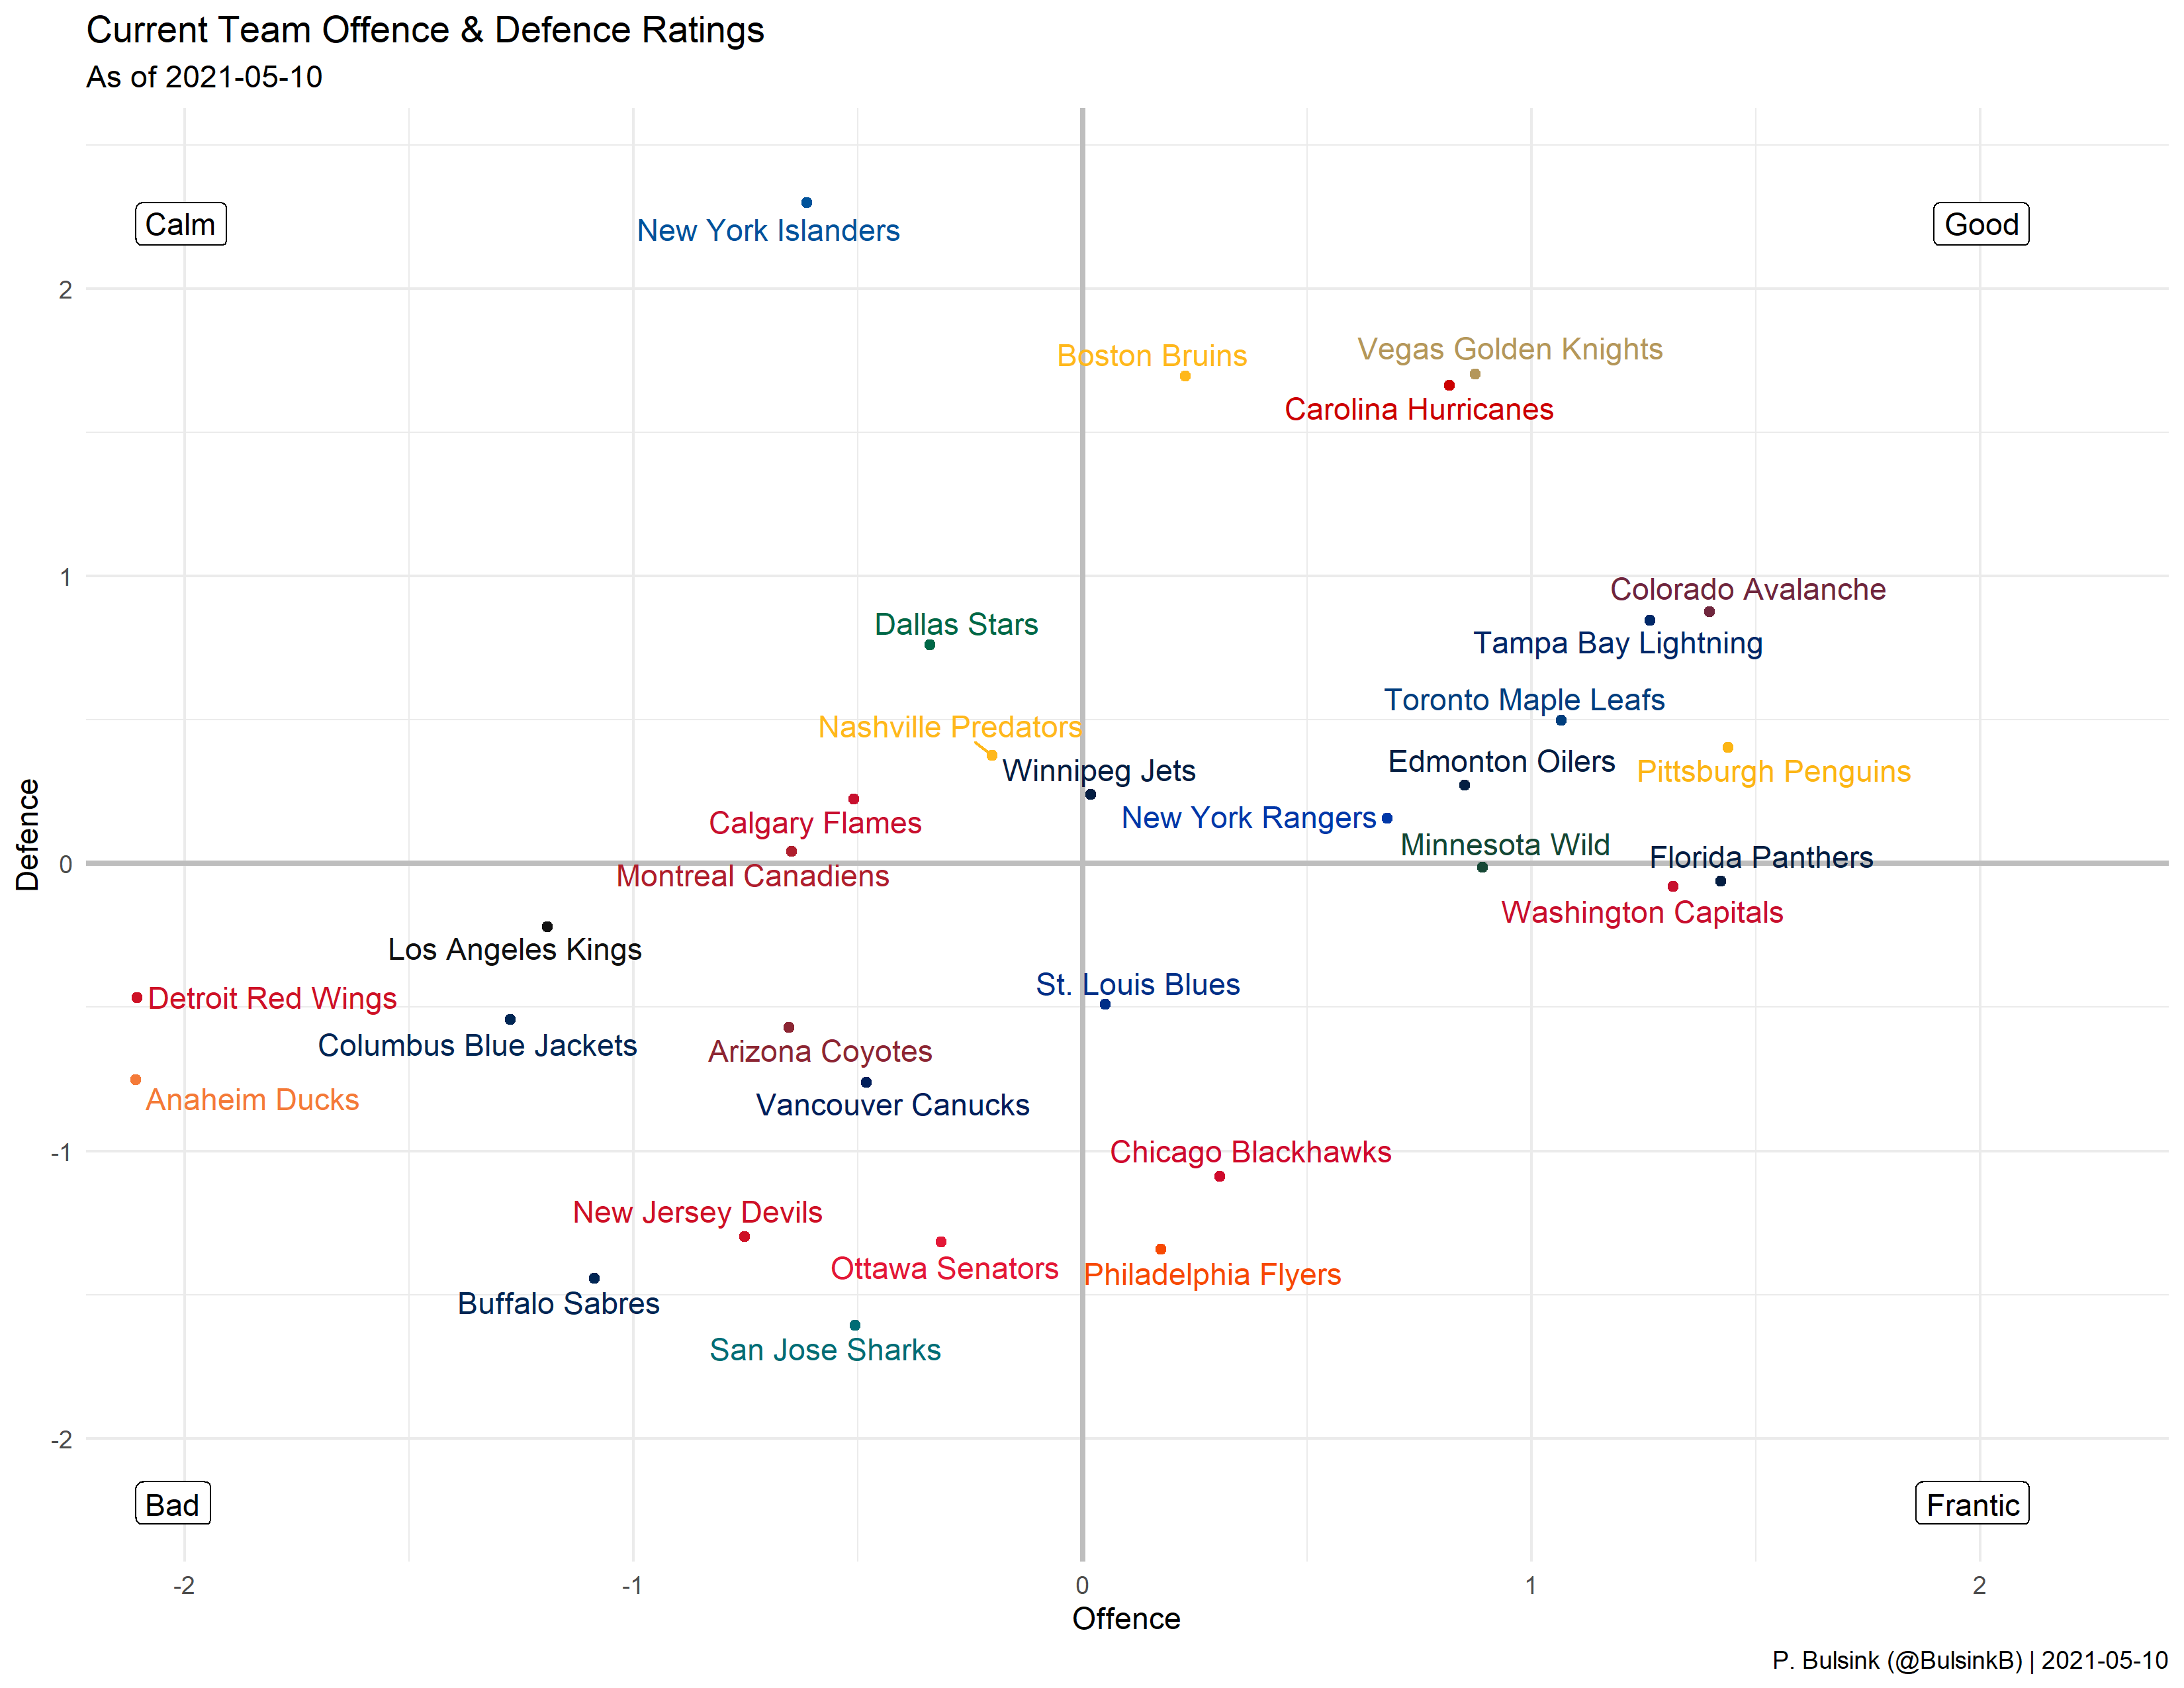 Current Team Offence & Defence Ratings
As of 2021-05-10
Calm
Good
New York Islanders
2
Boston Bruins
Vegas Golden Knights
Carolina Hurricanes
1
Colorado Avalanche
Dallas Stars
Tampa Bay Lightning
Toronto Maple Leafs
Nashville Predators
Winnipeg Jets
Edmonton Oilers
Pittsburgh Penguins
Calgary Flames
New York Rangers
Minnesota Wild
Florida Panthers
Defence
0
Montreal Canadiens
Washington Capitals
Los Angeles Kings
St. Louis Blues
Detroit Red Wings
Columbus Blue Jackets
Arizona Coyotes
Anaheim Ducks
Vancouver Canucks
-1
Chicago Blackhawks
New Jersey Devils
Ottawa Senators
Philadelphia Flyers
Buffalo Sabres
San Jose Sharks
-2
Bad
Frantic
-2
-1
0
1
2
Offence
P. Bulsink (@BulsinkB) | 2021-05-10